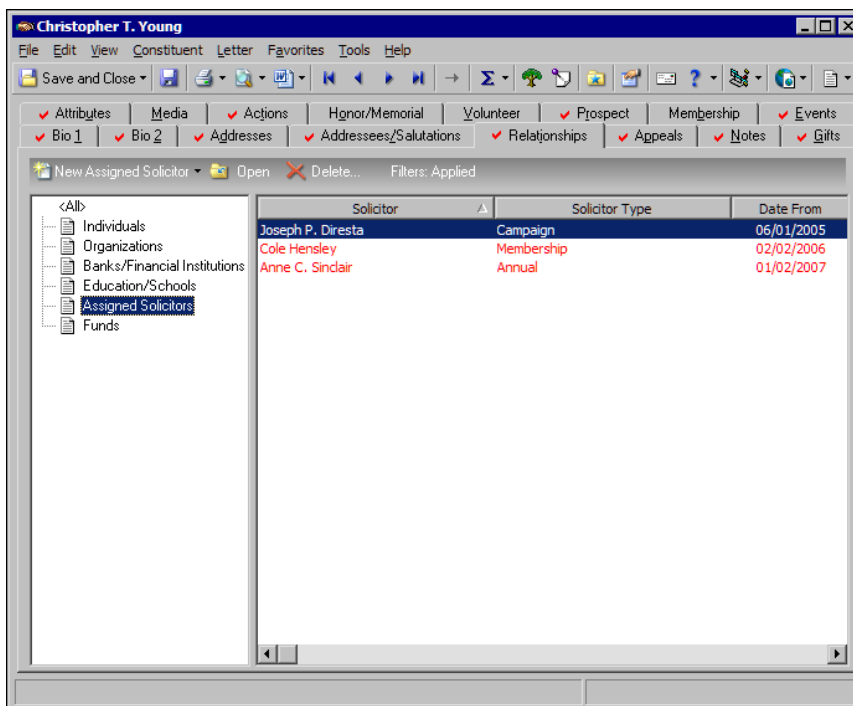 Christopher T. Young
File Edit View Constituent Letter Favorites Tools Help
Save and Close
Attributes Media Actions Honor/Memorial Volunteer Prospect Membership Events
Bio 1 Bio 2 Addresses Addressees/Salutations Relationships Appeals Notes Gifts
New Assigned Solicitor Open Delete... Filters: Applied
<All> Solicitor Solicitor Type Date From
Individuals Joseph P. Diresta Campaign 06/01/2005
Organizations Cole Hensley Membership 02/02/2006
Banks/Financial Institutions Anne C. Sinclair Annual 01/02/2007
Education/Schools
Assigned Solicitors
Funds